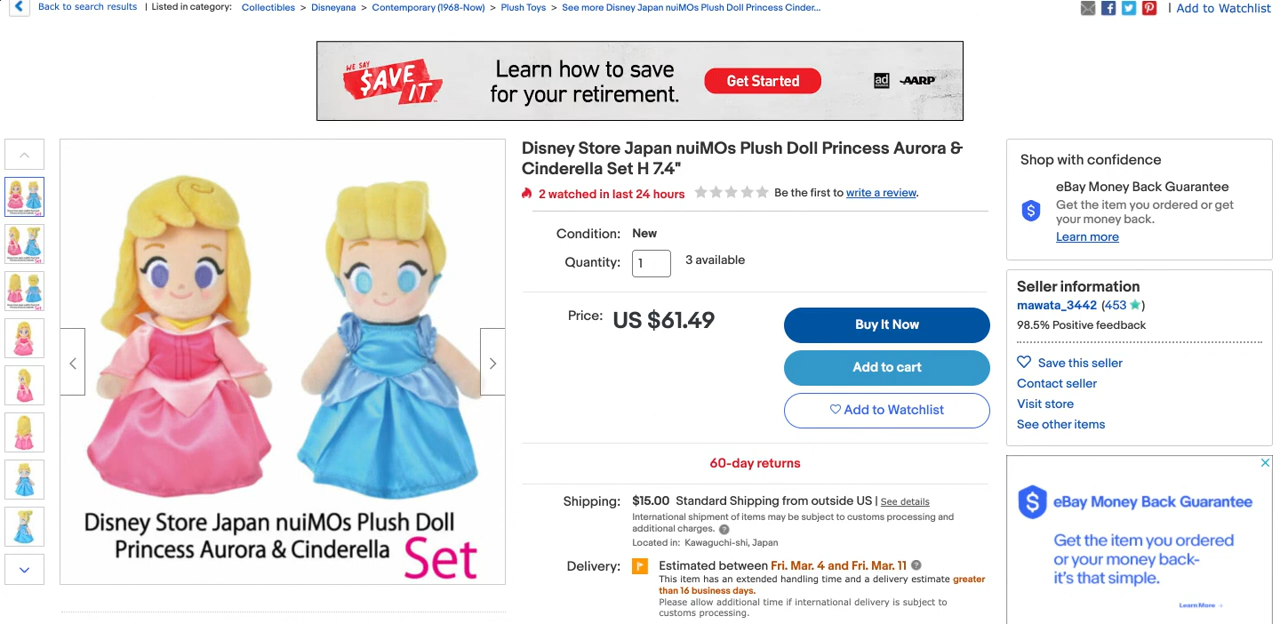 Back to search results | Listed in category: Collectibles > Disneyana > Contemporary (1968-Now) > Plush Toys > See more Disney Japan nuiMOs Plush Doll Princess Cinder...
| Add to Watchlist
WE SAY
$AVE
IT
Learn how to save
for your retirement.
Get Started
ad
AARP
Disney Store Japan nuiMOs Plush Doll Princess Aurora &
Cinderella Set H 7.4"
2 watched in last 24 hours
Be the first to write a review.
Condition: New
Quantity: 1
3 available
Price: US $61.49
Buy It Now
Add to cart
Add to Watchlist
60-day returns
Shipping: $15.00 Standard Shipping from outside US | See details
International shipment of items may be subject to customs processing and
additional charges. ?
Located in: Kawaguchi-shi, Japan
Delivery: Estimated between Fri. Mar. 4 and Fri. Mar. 11 ?
This item has an extended handling time and a delivery estimate greater
than 16 business days.
Please allow additional time if international delivery is subject to
customs processing.
Disney Store Japan nuiMOs Plush Doll
Princess Aurora & Cinderella Set
Shop with confidence
eBay Money Back Guarantee
Get the item you ordered or get
your money back.
Learn more
Seller information
mawata_3442 (453 )
98.5% Positive feedback
Save this seller
Contact seller
Visit store
See other items
eBay Money Back Guarantee
Get the item you ordered
or your money back-
it's that simple.
Learn More